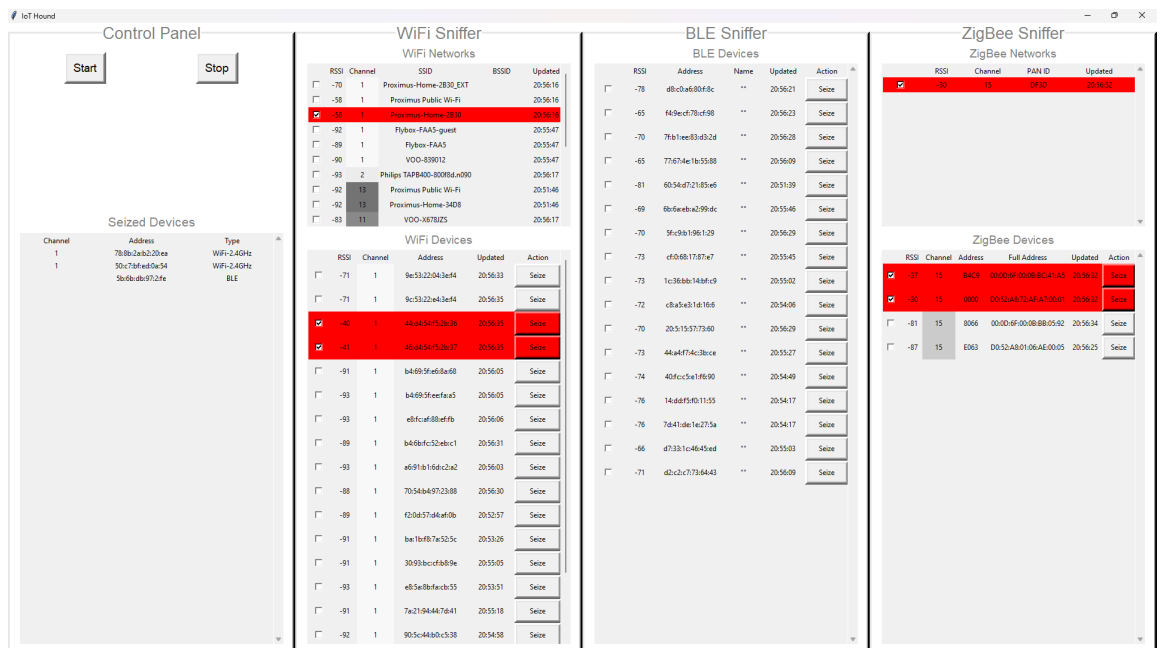 IoT Hound
Control Panel
Start Stop
Seized Devices
Channel Address Type
1 78:8b:2a:b2:20:ea WiFi-2.4GHz
1 50:c7:bf:ed:0a:54 WiFi-2.4GHz
5b:6b:db:97:2:fe BLE
WiFi Sniffer
WiFi Networks
RSSI Channel SSID BSSID Updated
-70 1 Proximus-Home-2B30_EXT 20:56:16
-58 1 Proximus Public Wi-Fi 20:56:16
-58 1 Proximus-Home-2B30 20:56:16
-92 1 Flybox-FAA5-guest 20:55:47
-89 1 Flybox-FAA5 20:55:47
-90 1 VOO-839012 20:55:47
-93 2 Philips TAPB400-800f8d.n090 20:56:17
-92 13 Proximus Public Wi-Fi 20:51:46
-92 13 Proximus-Home-34D8 20:51:46
-83 11 VOO-X678JZS 20:56:17
WiFi Devices
RSSI Channel Address Updated Action
-71 1 9e:53:22:04:3e:f4 20:56:33 Seize
-71 1 9c:53:22:e4:3e:f4 20:56:35 Seize
-40 1 44:d4:54:f5:2b:36 20:56:35 Seize
-41 1 46:d4:54:f5:2b:37 20:56:35 Seize
-91 1 b4:69:5f:e6:8a:68 20:56:05 Seize
-93 1 b4:69:5f:ee:fa:a5 20:56:05 Seize
-93 1 e8:fc:af:88:ef:fb 20:56:06 Seize
-89 1 b4:6b:fc:52:eb:c1 20:56:31 Seize
-93 1 a6:91:b1:6d:c2:a2 20:56:03 Seize
-88 1 70:54:b4:97:23:88 20:56:30 Seize
-89 1 f2:0d:57:d4:af:0b 20:52:57 Seize
-91 1 ba:1b:f8:7a:52:5c 20:53:26 Seize
-91 1 30:93:bc:cf:b8:9e 20:55:05 Seize
-93 1 e8:5a:8b:fa:cb:55 20:53:51 Seize
-91 1 7a:21:94:44:7d:41 20:55:18 Seize
-92 1 90:5c:44:b0:c5:38 20:54:58 Seize
BLE Sniffer
BLE Devices
RSSI Address Name Updated Action
-78 d8:c0:a6:80:f:8c "" 20:56:21 Seize
-65 f4:9e:cf:78:cf:98 "" 20:56:23 Seize
-70 7f:b1:ee:83:d3:2d "" 20:56:28 Seize
-65 77:67:4e:1b:55:88 "" 20:56:09 Seize
-81 60:54:d7:21:85:e6 "" 20:51:39 Seize
-69 6b:6a:eb:a2:99:dc "" 20:55:46 Seize
-70 5f:c9:b1:96:1:29 "" 20:56:29 Seize
-73 cf:0:68:17:87:e7 "" 20:55:45 Seize
-73 1c:36:bb:14:bf:c9 "" 20:55:02 Seize
-72 c8:a5:e3:1d:16:6 "" 20:54:06 Seize
-70 20:5:15:57:73:60 "" 20:56:29 Seize
-73 44:a4:f7:4c:3b:ce "" 20:55:27 Seize
-74 40:fc:c5:e1:f6:90 "" 20:54:49 Seize
-76 14:dd:f5:f0:11:55 "" 20:54:17 Seize
-76 7d:41:de:1e:27:5a "" 20:54:17 Seize
-66 d7:33:1c:46:45:ed "" 20:55:03 Seize
-71 d2:c2:c7:73:64:43 "" 20:56:09 Seize
ZigBee Sniffer
ZigBee Networks
RSSI Channel PAN ID Updated
-30 15 DF3D 20:56:32
ZigBee Devices
RSSI Channel Address Full Address Updated Action
-37 15 B4C9 00:0D:6F:00:0B:BC:41:A5 20:56:32 Seize
-30 15 0000 D0:52:A8:72:AF:A7:00:01 20:56:32 Seize
-81 15 8066 00:0D:6F:00:0B:BB:05:92 20:56:34 Seize
-87 15 E063 D0:52:A8:01:06:AE:00:05 20:56:25 Seize